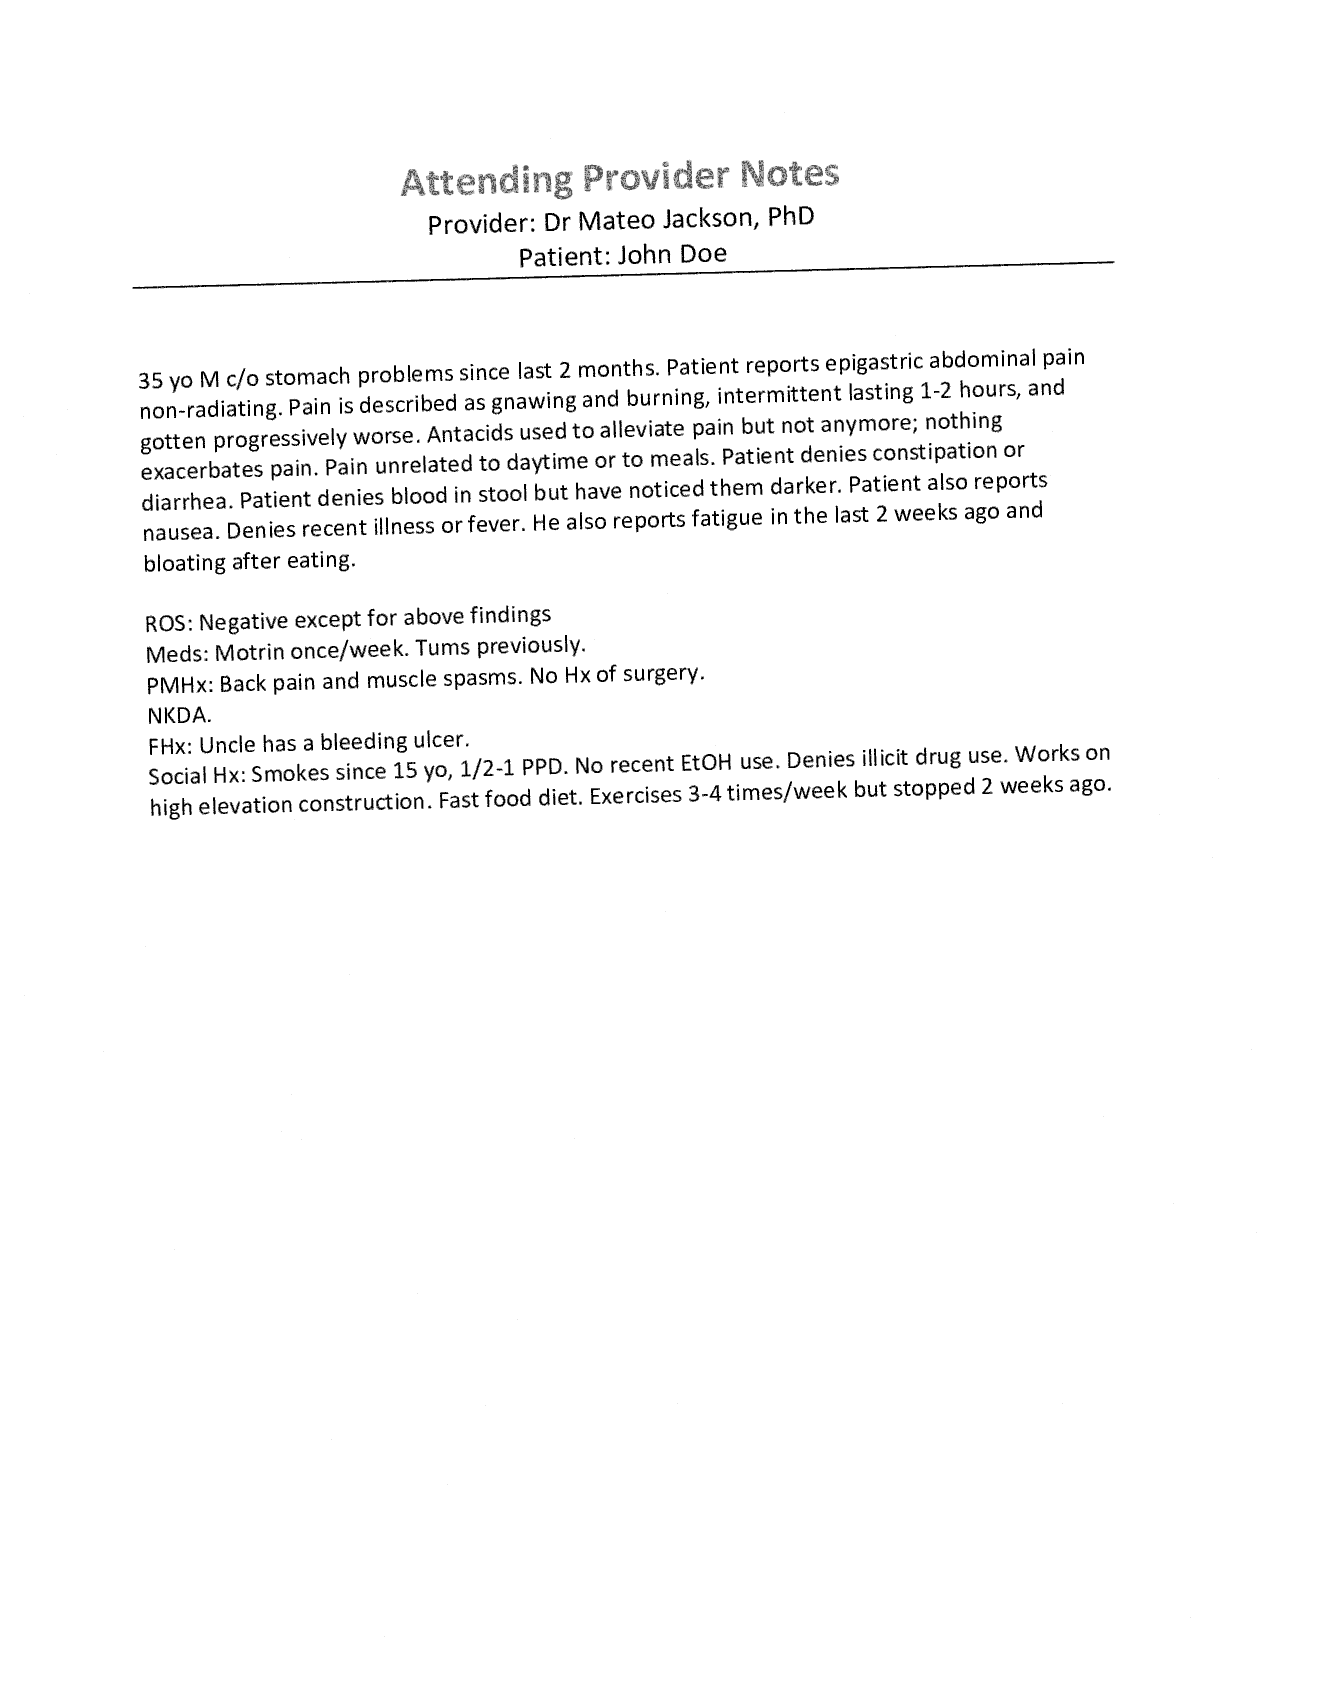 Attending Provider Notes
Provider: Dr Mateo Jackson, PhD
Patient: John Doe
35 yo M c/o stomach problems since last 2 months. Patient reports epigastric abdominal pain
non-radiating. Pain is described as gnawing and burning, intermittent lasting 1-2 hours, and
gotten progressively worse. Antacids used to alleviate pain but not anymore; nothing
exacerbates pain. Pain unrelated to daytime or to meals. Patient denies constipation or
diarrhea. Patient denies blood in stool but have noticed them darker. Patient also reports
nausea. Denies recent illness or fever. He also reports fatigue in the last 2 weeks ago and
bloating after eating.
ROS: Negative except for above findings
Meds: Motrin once/week. Tums previously.
PMHx: Back pain and muscle spasms. No Hx of surgery.
NKDA.
FHx: Uncle has a bleeding ulcer.
Social Hx: Smokes since 15 yo, 1/2-1 PPD. No recent EtOH use. Denies illicit drug use. Works on
high elevation construction. Fast food diet. Exercises 3-4 times/week but stopped 2 weeks ago.